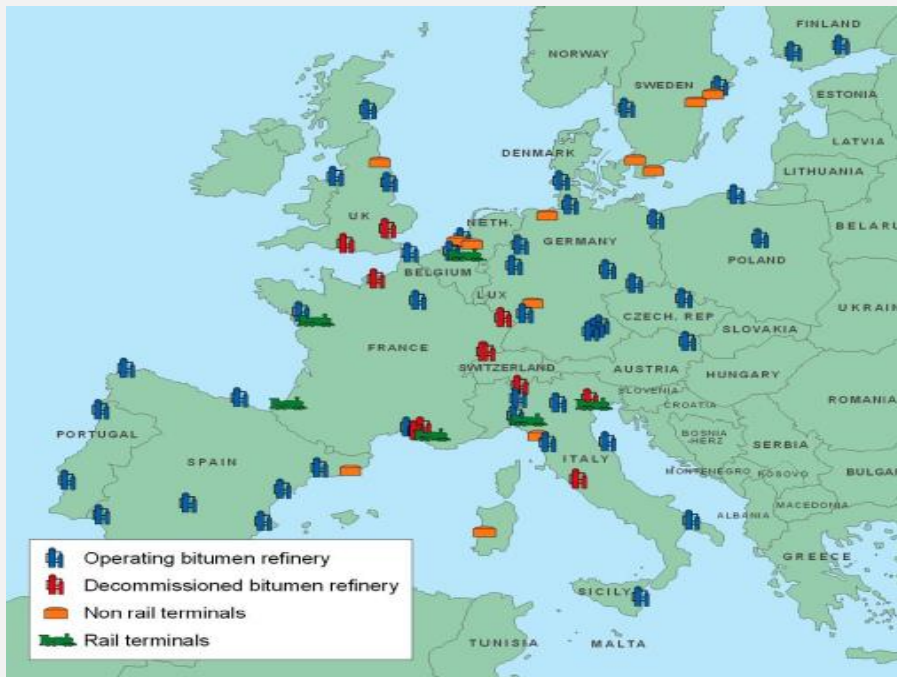 FINLAND
NORWAY
SWEDEN
ESTONIA
LATVIA
DENMARK
LITHUANIA
UK
NETH.
GERMANY
BELARU
POLAND
BELGIUM
LUX
UKRAIN
CZECH. REP
SLOVAKIA
FRANCE
SWITZERLAND
AUSTRIA
HUNGARY
SLOVENIA
ROMANIA
CROATIA
PORTUGAL
SPAIN
ITALY
BOSNIA
-HERZ
SERBIA
MONTENEGRO
KOSOVO
BULGA
MACEDONIA
ALBANIA
GREECE
SICILY
TUNISIA
MALTA
Operating bitumen refinery
Decommissioned bitumen refinery
Non rail terminals
Rail terminals